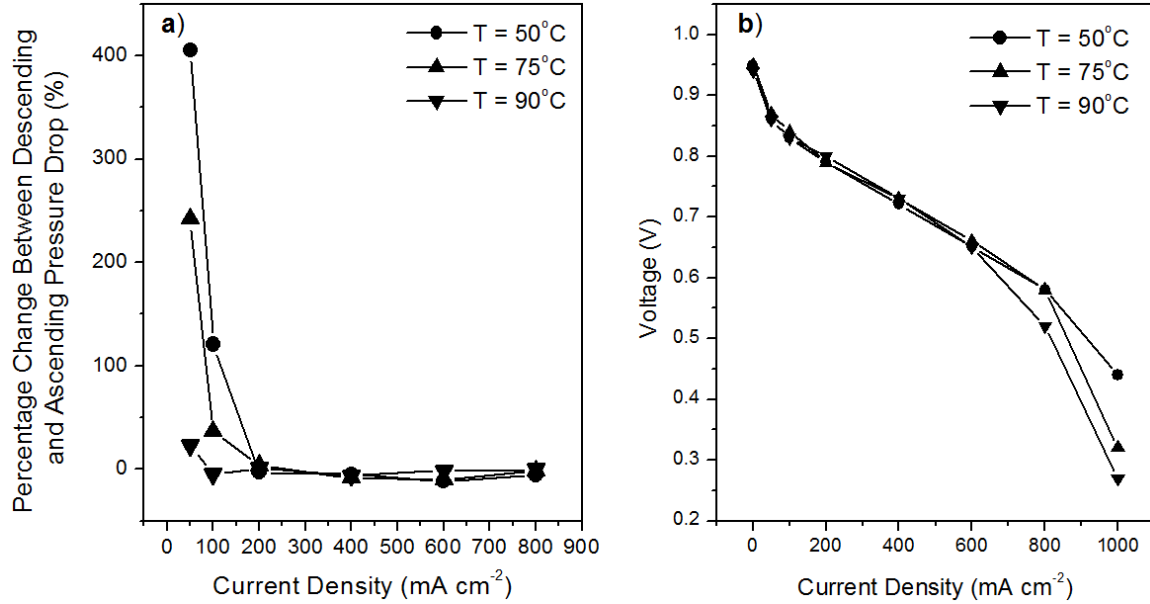 a)
T = 50°C
T = 75°C
T = 90°C
Percentage Change Between Descending
and Ascending Pressure Drop (%)
400
300
200
100
0
0 100 200 300 400 500 600 700 800 900
Current Density (mA cm⁻²)
b)
T = 50°C
T = 75°C
T = 90°C
Voltage (V)
1.0
0.9
0.8
0.7
0.6
0.5
0.4
0.3
0.2
0 200 400 600 800 1000
Current Density (mA cm⁻²)